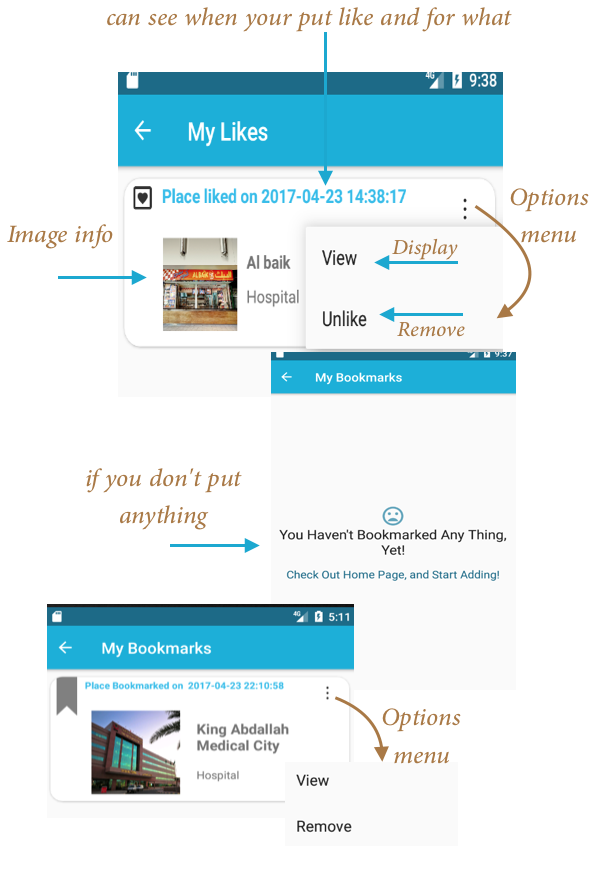 can see when your put like and for what
4G 9:38
My Likes
Place liked on 2017-04-23 14:38:17
Options
menu
Image info
Al baik
Hospital
View
Display
Unlike
Remove
9:37
My Bookmarks
if you don't put
anything
You Haven't Bookmarked Any Thing,
Yet!
Check Out Home Page, and Start Adding!
4G 5:11
My Bookmarks
Place Bookmarked on 2017-04-23 22:10:58
King Abdallah
Medical City
Hospital
Options
menu
View
Remove